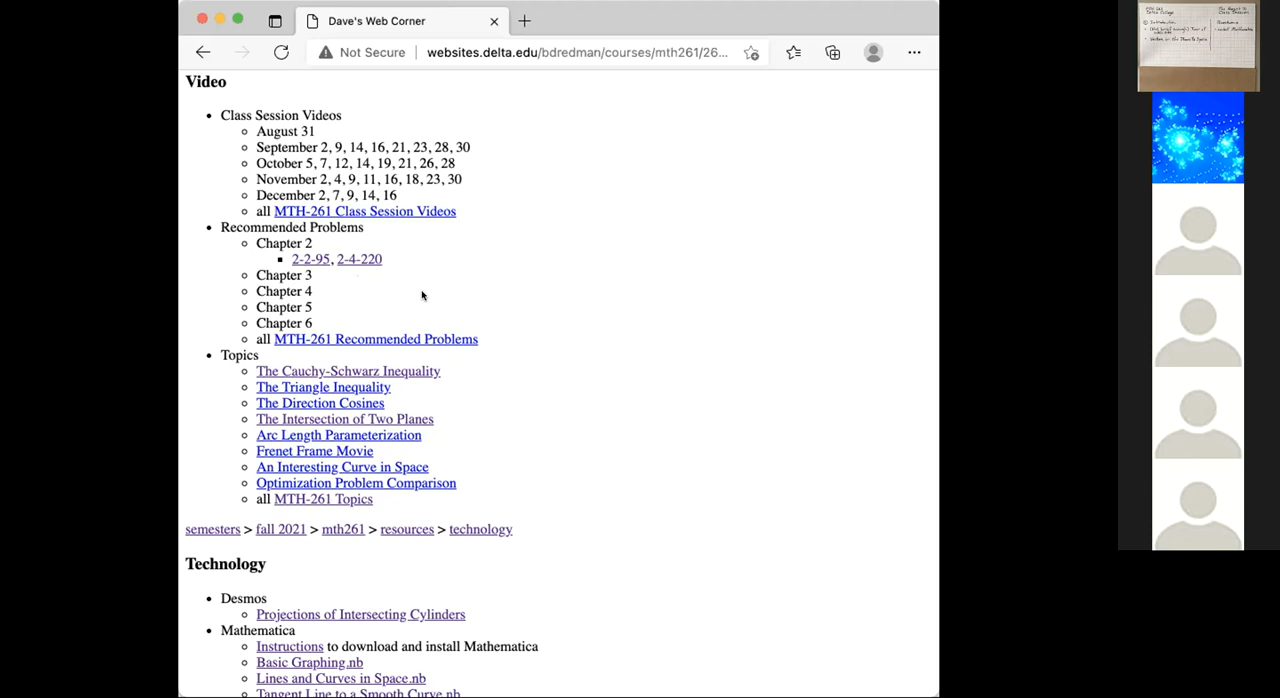 Dave's Web Corner
Not Secure
websites.delta.edu/bdredman/courses/mth261/26...
Video
Class Session Videos
August 31
September 2, 9, 14, 16, 21, 23, 28, 30
October 5, 7, 12, 14, 19, 21, 26, 28
November 2, 4, 9, 11, 16, 18, 23, 30
December 2, 7, 9, 14, 16
all MTH-261 Class Session Videos
Recommended Problems
Chapter 2
2-2-95, 2-4-220
Chapter 3
Chapter 4
Chapter 5
Chapter 6
all MTH-261 Recommended Problems
Topics
The Cauchy-Schwarz Inequality
The Triangle Inequality
The Direction Cosines
The Intersection of Two Planes
Arc Length Parameterization
Frenet Frame Movie
An Interesting Curve in Space
Optimization Problem Comparison
all MTH-261 Topics
semesters > fall 2021 > mth261 > resources > technology
Technology
Desmos
Projections of Intersecting Cylinders
Mathematica
Instructions to download and install Mathematica
Basic Graphing.nb
Lines and Curves in Space.nb
Tangent Line to a Smooth Curve.nb